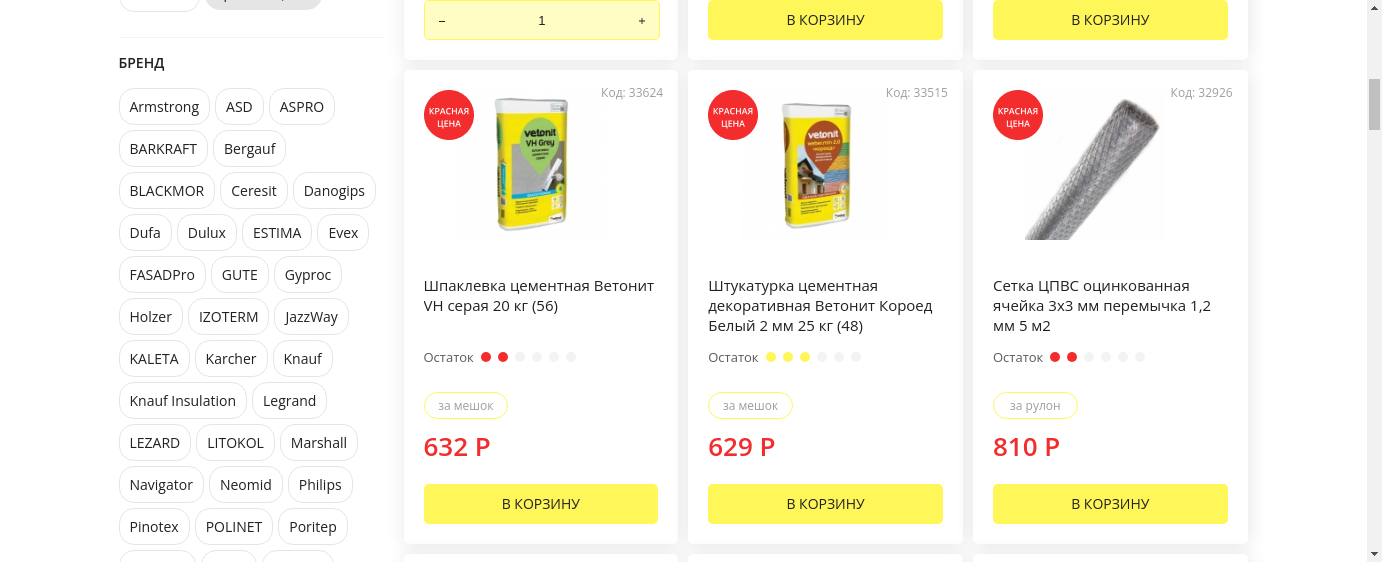 –
1
+
В КОРЗИНУ
В КОРЗИНУ
БРЕНД
Armstrong
ASD
ASPRO
BARKRAFT
Bergauf
BLACKMOR
Ceresit
Danogips
Dufa
Dulux
ESTIMA
Evex
FASADPro
GUTE
Gyproc
Holzer
IZOTERM
JazzWay
KALETA
Karcher
Knauf
Knauf Insulation
Legrand
LEZARD
LITOKOL
Marshall
Navigator
Neomid
Philips
Pinotex
POLINET
Poritep
Код: 33624
КРАСНАЯ
ЦЕНА
vetonit
VH Grey
Шпаклевка цементная Ветонит
VH серая 20 кг (56)
Остаток
за мешок
632 Р
В КОРЗИНУ
Код: 33515
КРАСНАЯ
ЦЕНА
vetonit
weber.min 2.0
Штукатурка цементная
декоративная Ветонит Короед
Белый 2 мм 25 кг (48)
Остаток
за мешок
629 Р
В КОРЗИНУ
Код: 32926
КРАСНАЯ
ЦЕНА
Сетка ЦПВС оцинкованная
ячейка 3х3 мм перемычка 1,2
мм 5 м2
Остаток
за рулон
810 Р
В КОРЗИНУ